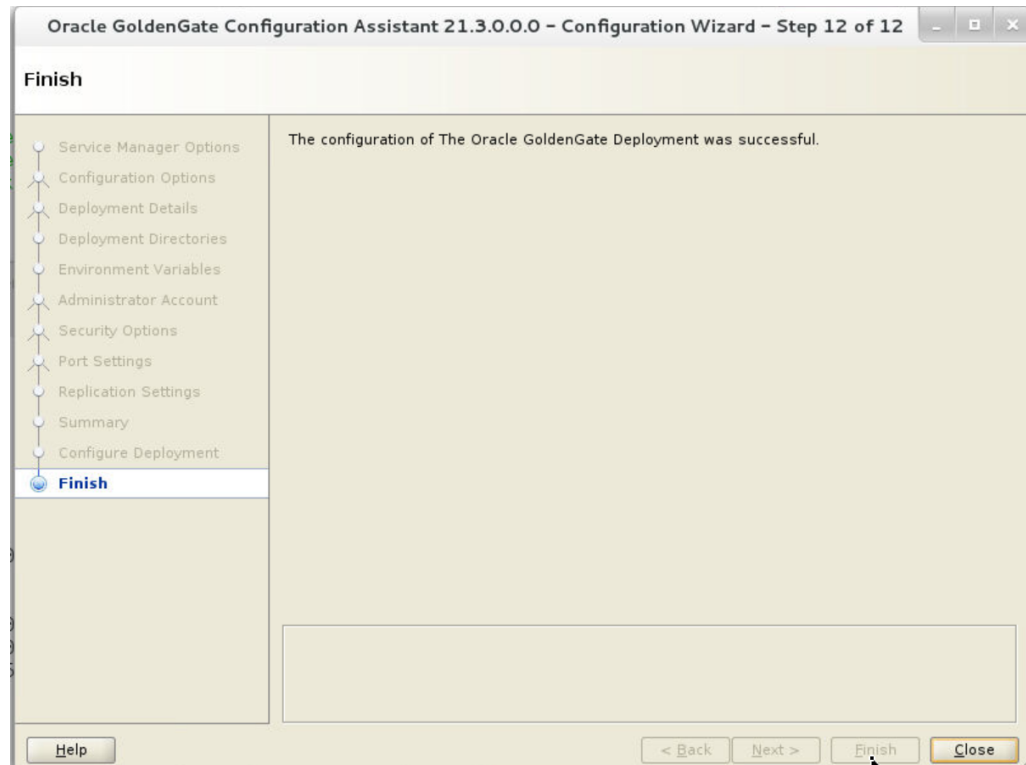 Oracle GoldenGate Configuration Assistant 21.3.0.0.0 – Configuration Wizard – Step 12 of 12
Finish
Service Manager Options
Configuration Options
Deployment Details
Deployment Directories
Environment Variables
Administrator Account
Security Options
Port Settings
Replication Settings
Summary
Configure Deployment
Finish
The configuration of The Oracle GoldenGate Deployment was successful.
Help
< Back
Next >
Finish
Close